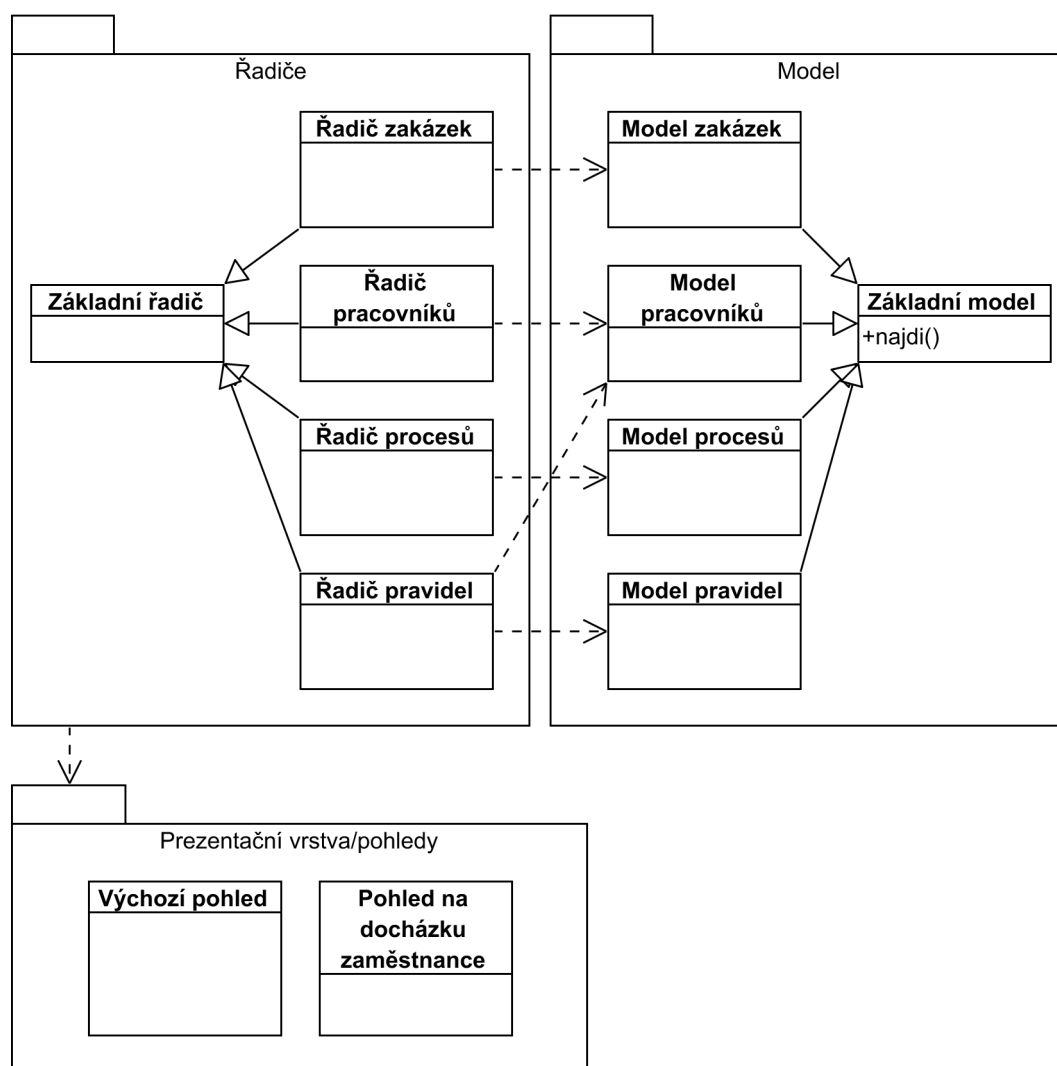 Řadiče
Řadič zakázek
Základní řadič
Řadič
pracovníků
Řadič procesů
Řadič pravidel
Model
Model zakázek
Model
pracovníků
Základní model
+najdi()
Model procesů
Model pravidel
Prezentační vrstva/pohledy
Výchozí pohled
Pohled na
docházku
zaměstnance